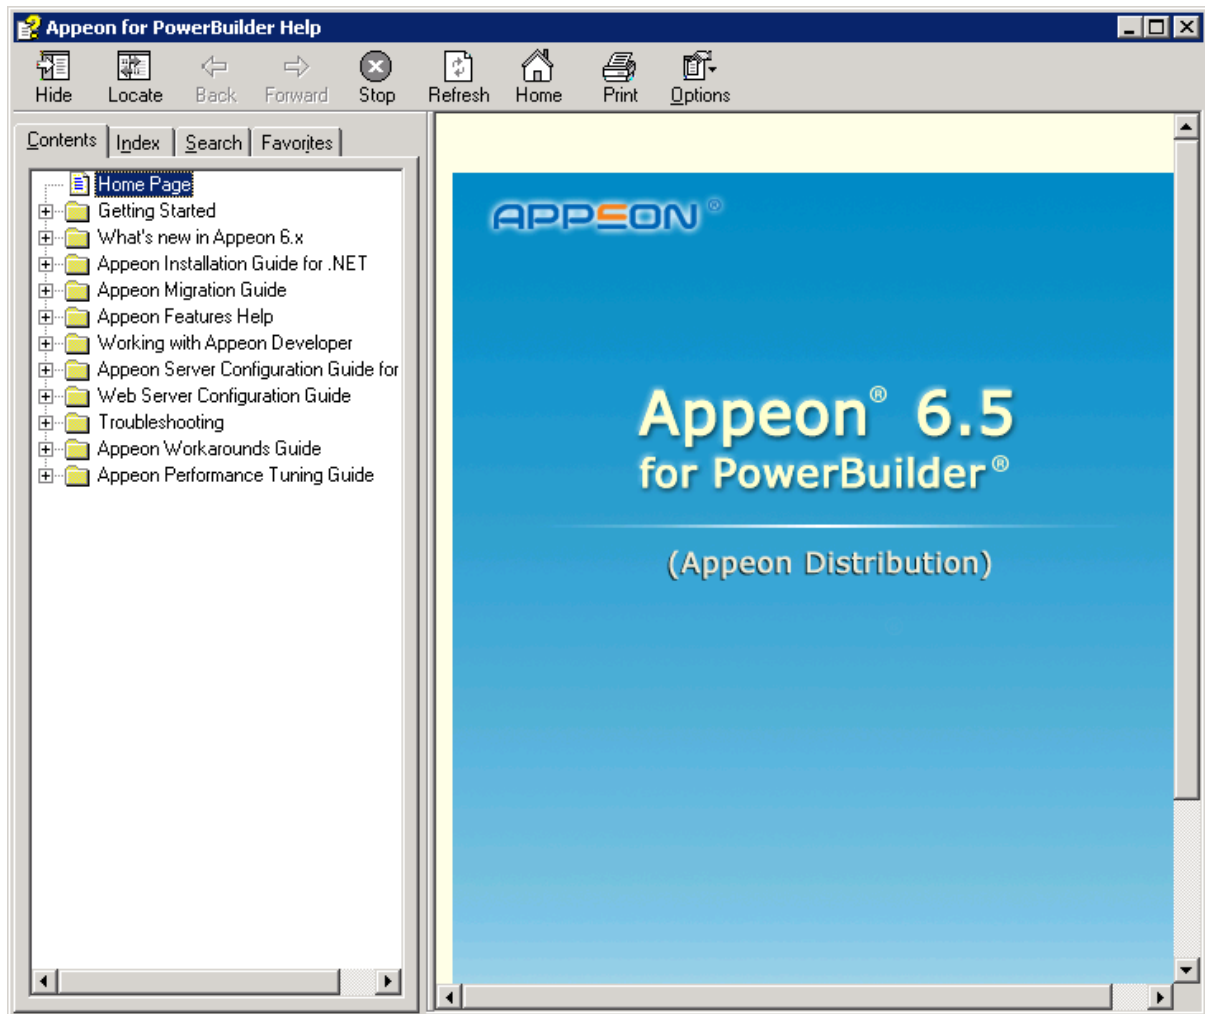 Appeon for PowerBuilder Help
Hide Locate Back Forward Stop Refresh Home Print Options
Contents Index Search Favorites
Home Page
Getting Started
What's new in Appeon 6.x
Appeon Installation Guide for .NET
Appeon Migration Guide
Appeon Features Help
Working with Appeon Developer
Appeon Server Configuration Guide for
Web Server Configuration Guide
Troubleshooting
Appeon Workarounds Guide
Appeon Performance Tuning Guide
APPEON®
Appeon® 6.5
for PowerBuilder®
(Appeon Distribution)